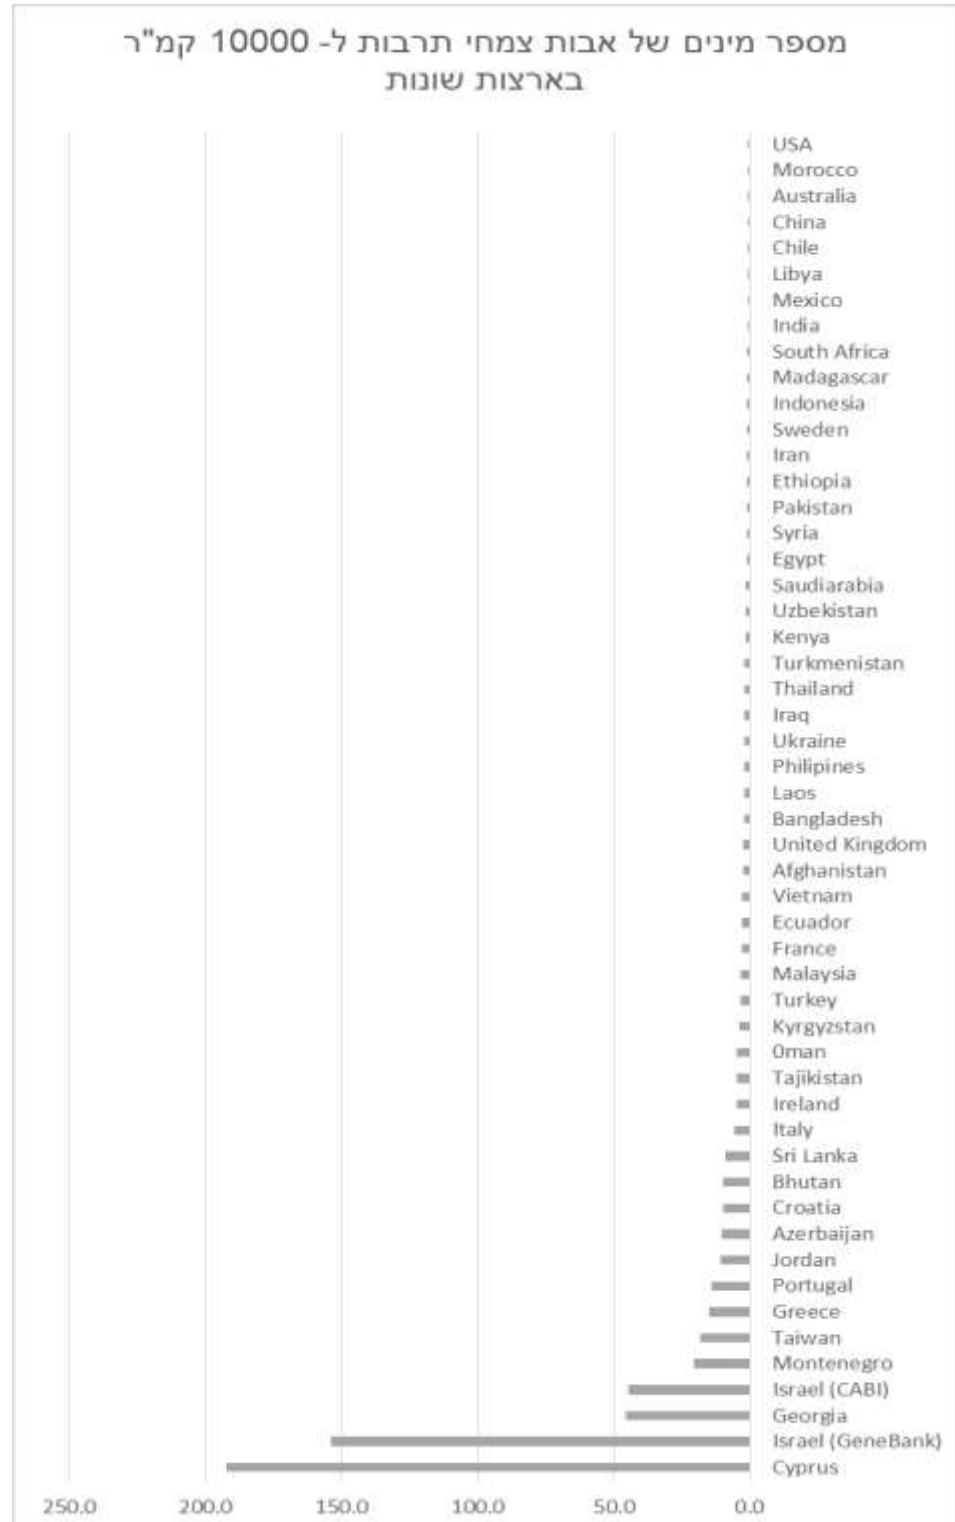 מספר מינים של אבות צמחי תרבות ל- 10000 קמ"ר
בארצות שונות
USA
Morocco
Australia
China
Chile
Libya
Mexico
India
South Africa
Madagascar
Indonesia
Sweden
Iran
Ethiopia
Pakistan
Syria
Egypt
Saudiarabia
Uzbekistan
Kenya
Turkmenistan
Thailand
Iraq
Ukraine
Philipines
Laos
Bangladesh
United Kingdom
Afghanistan
Vietnam
Ecuador
France
Malaysia
Turkey
Kyrgyzstan
0man
Tajikistan
Ireland
Italy
Sri Lanka
Bhutan
Croatia
Azerbaijan
Jordan
Portugal
Greece
Taiwan
Montenegro
Israel (CABI)
Georgia
Israel (GeneBank)
Cyprus
250.0 200.0 150.0 100.0 50.0 0.0